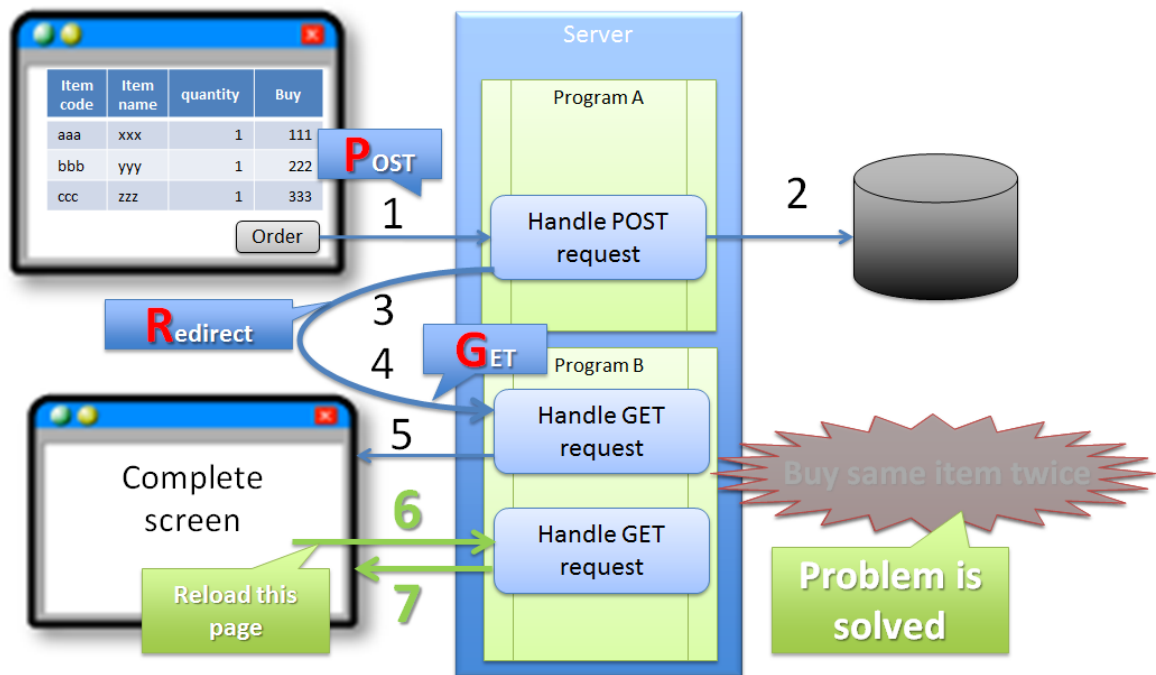 Server
Item code
Item name
quantity
Buy
aaa xxx 1 111
bbb yyy 1 222
ccc zzz 1 333
Order
POST
1
Program A
Handle POST
request
2
Redirect
3
4
GET
Program B
Handle GET
request
5
Complete
screen
Buy same item twice
6
Handle GET
request
Reload this
page
7
Problem is
solved